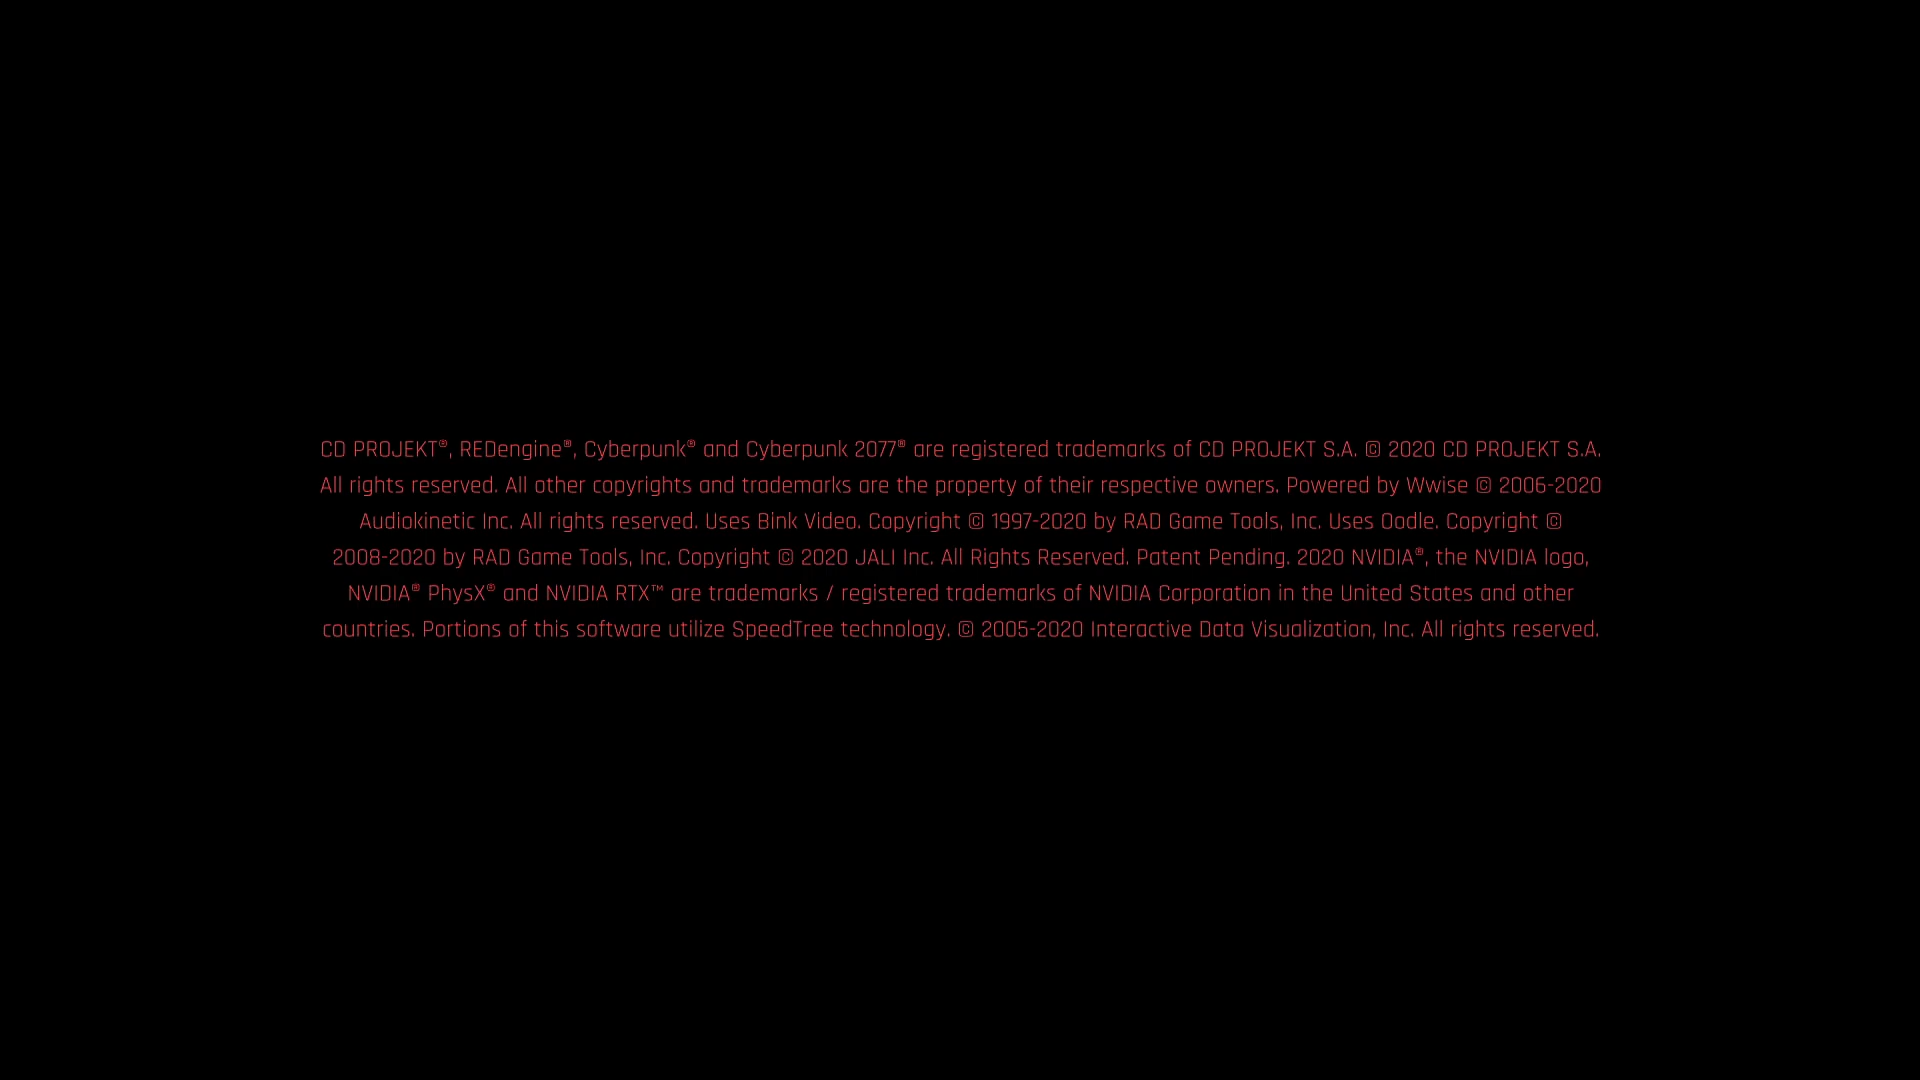 CD PROJEKT®, REDengine®, Cyberpunk® and Cyberpunk 2077® are registered trademarks of CD PROJEKT S.A. © 2020 CD PROJEKT S.A.
All rights reserved. All other copyrights and trademarks are the property of their respective owners. Powered by Wwise © 2006-2020
Audiokinetic Inc. All rights reserved. Uses Bink Video. Copyright © 1997-2020 by RAD Game Tools, Inc. Uses Oodle. Copyright ©
2008-2020 by RAD Game Tools, Inc. Copyright © 2020 JALI Inc. All Rights Reserved. Patent Pending. 2020 NVIDIA®, the NVIDIA logo,
NVIDIA® PhysX® and NVIDIA RTX™ are trademarks / registered trademarks of NVIDIA Corporation in the United States and other
countries. Portions of this software utilize SpeedTree technology. © 2005-2020 Interactive Data Visualization, Inc. All rights reserved.